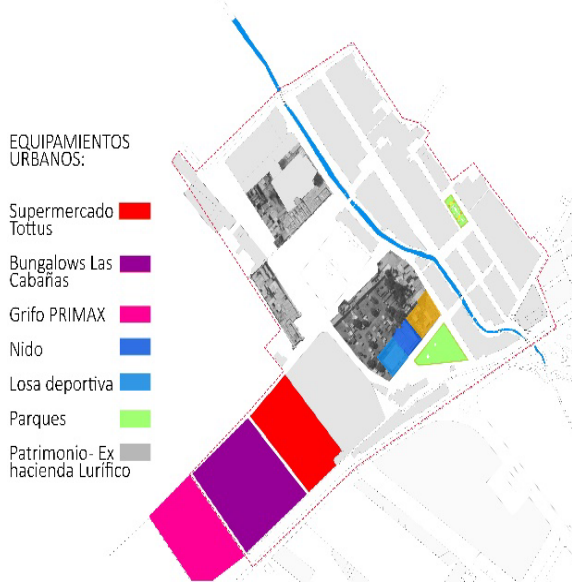 EQUIPAMIENTOS
URBANOS:
Supermercado
Tottus
Bungalows Las
Cabañas
Grifo PRIMAX
Nido
Losa deportiva
Parques
Patrimonio- Ex
hacienda Lurífico